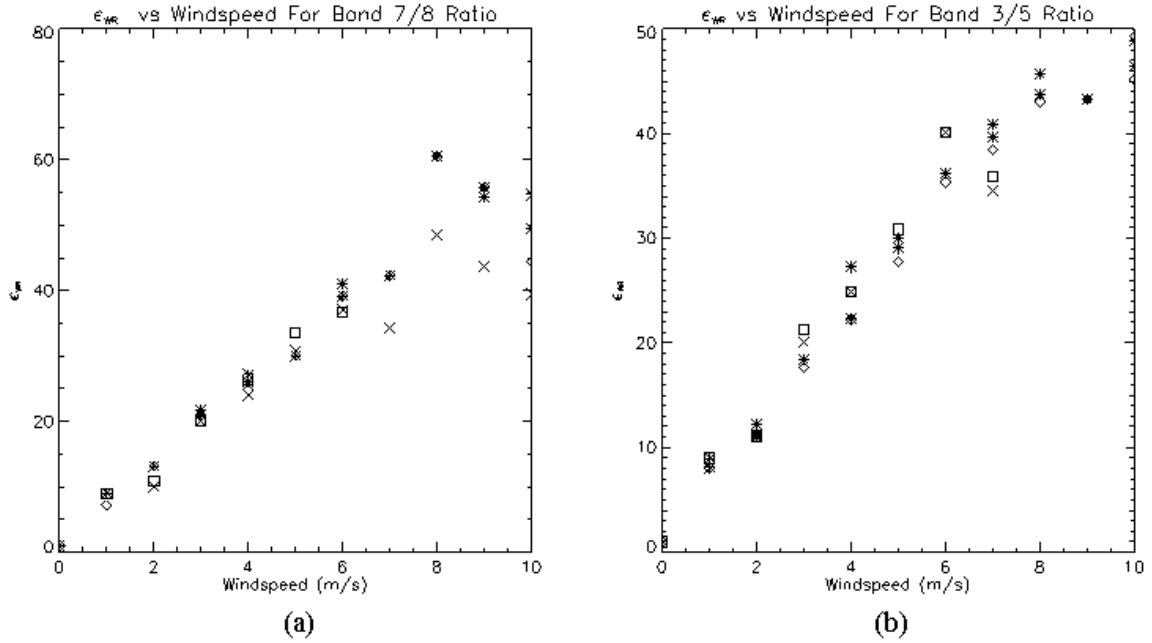 ε_WR vs Windspeed For Band 7/8 Ratio
80
60
40
20
0
ε_WR
0 2 4 6 8 10
Windspeed (m/s)
(a)
ε_WR vs Windspeed For Band 3/5 Ratio
50
40
30
20
10
0
ε_WR
0 2 4 6 8 10
Windspeed (m/s)
(b)